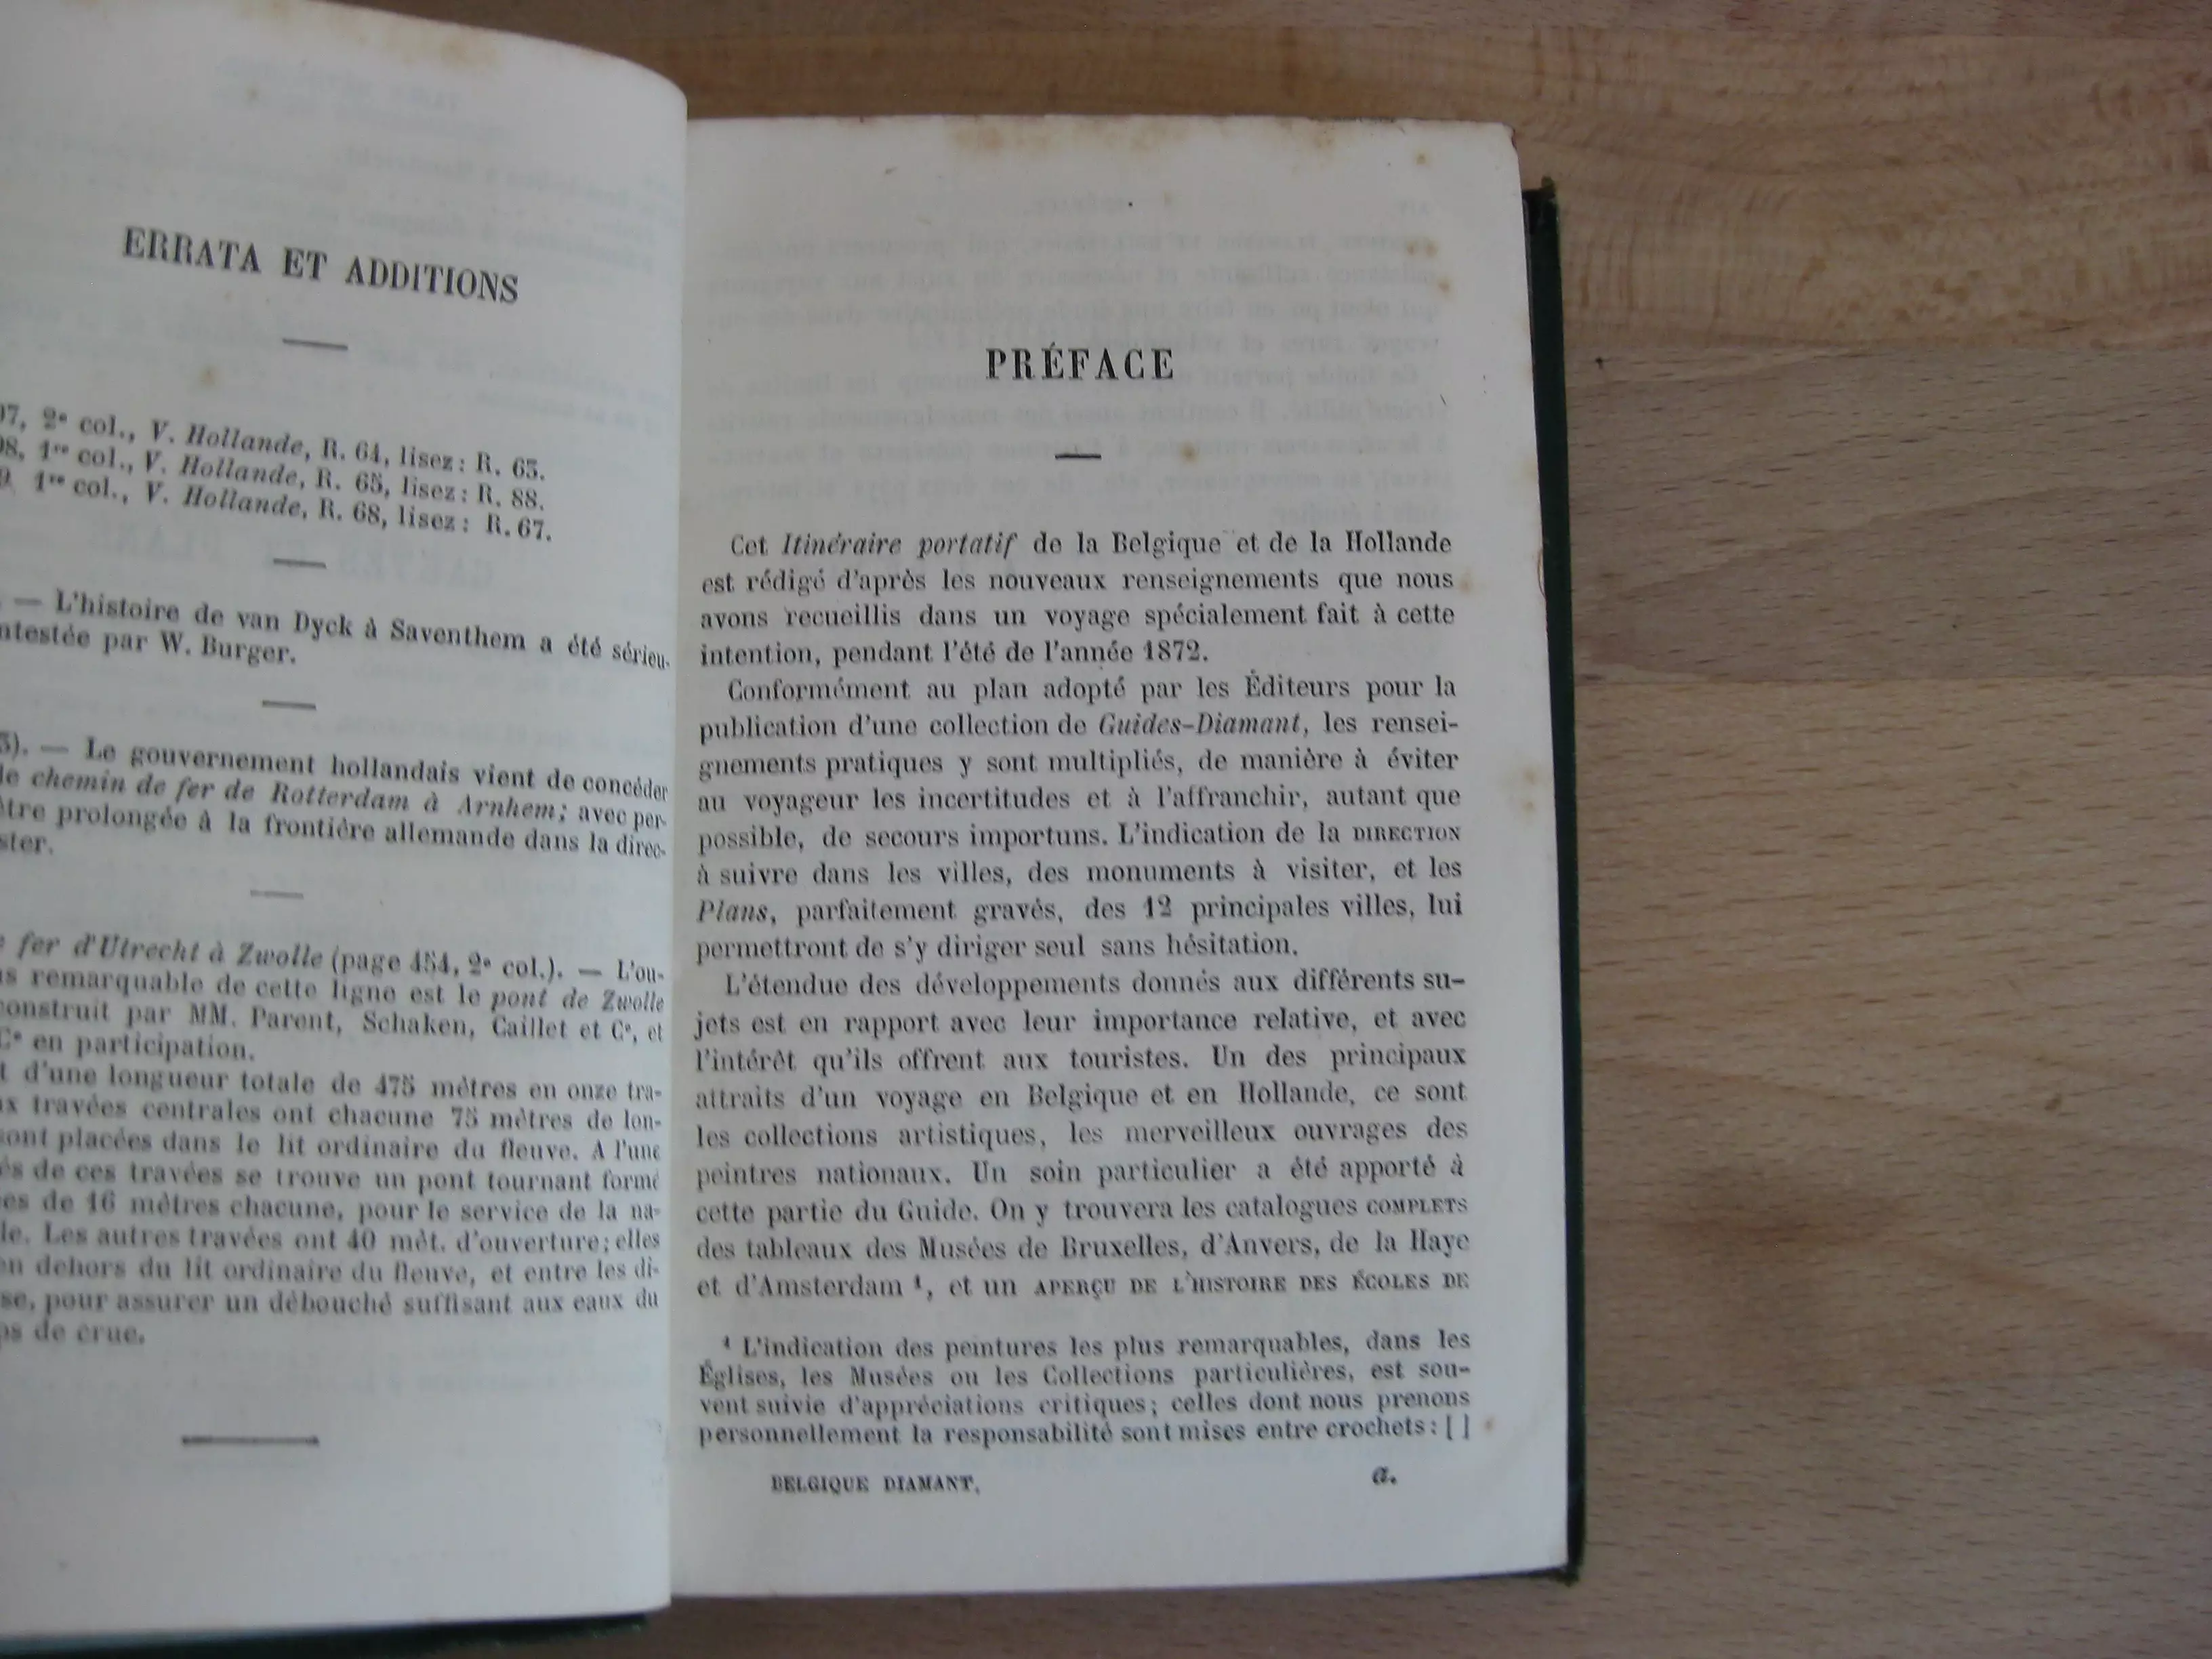 ERRATA ET ADDITIONS
2e col., V. Hollande, R. 64, lisez: R. 65.
1re col., V. Hollande, R. 65, lisez: R. 88.
1re col., V. Hollande, R. 68, lisez: R. 67.
— L'histoire de van Dyck à Saventhem a été sérieu-
par W. Burger.
— Le gouvernement hollandais vient de concéder
chemin de fer de Rotterdam à Arnhem; avec per-
prolongée à la frontière allemande dans la direc-
fer d'Utrecht à Zwolle (page 454, 2e col.). — L'ou-
remarquable de cette ligne est le pont de Zwolle
construit par MM. Parent, Schaken, Caillet et Ce, et
Ce en participation.
d'une longueur totale de 475 mètres en onze tra-
travées centrales ont chacune 75 mètres de lon-
sont placées dans le lit ordinaire du fleuve. A l'une
de ces travées se trouve un pont tournant formé
de 16 mètres chacune, pour le service de la na-
Les autres travées ont 40 mèt. d'ouverture; elles
en dehors du lit ordinaire du fleuve, et entre les di-
pour assurer un débouché suffisant aux eaux du
de crue.
PRÉFACE
Cet Itinéraire portatif de la Belgique et de la Hollande
est rédigé d'après les nouveaux renseignements que nous
avons recueillis dans un voyage spécialement fait à cette
intention, pendant l'été de l'année 1872.
Conformément au plan adopté par les Éditeurs pour la
publication d'une collection de Guides-Diamant, les rensei-
gnements pratiques y sont multipliés, de manière à éviter
au voyageur les incertitudes et à l'affranchir, autant que
possible, de secours importuns. L'indication de la DIRECTION
à suivre dans les villes, des monuments à visiter, et les
Plans, parfaitement gravés, des 12 principales villes, lui
permettront de s'y diriger seul sans hésitation.
L'étendue des développements donnés aux différents su-
jets est en rapport avec leur importance relative, et avec
l'intérêt qu'ils offrent aux touristes. Un des principaux
attraits d'un voyage en Belgique et en Hollande, ce sont
les collections artistiques, les merveilleux ouvrages des
peintres nationaux. Un soin particulier a été apporté à
cette partie du Guide. On y trouvera les catalogues COMPLETS
des tableaux des Musées de Bruxelles, d'Anvers, de la Haye
et d'Amsterdam 1, et un APERÇU DE L'HISTOIRE DES ÉCOLES DE
1 L'indication des peintures les plus remarquables, dans les
Églises, les Musées ou les Collections particulières, est sou-
vent suivie d'appréciations critiques; celles dont nous prenons
personnellement la responsabilité sont mises entre crochets: [ ]
BELGIQUE DIAMANT. a.